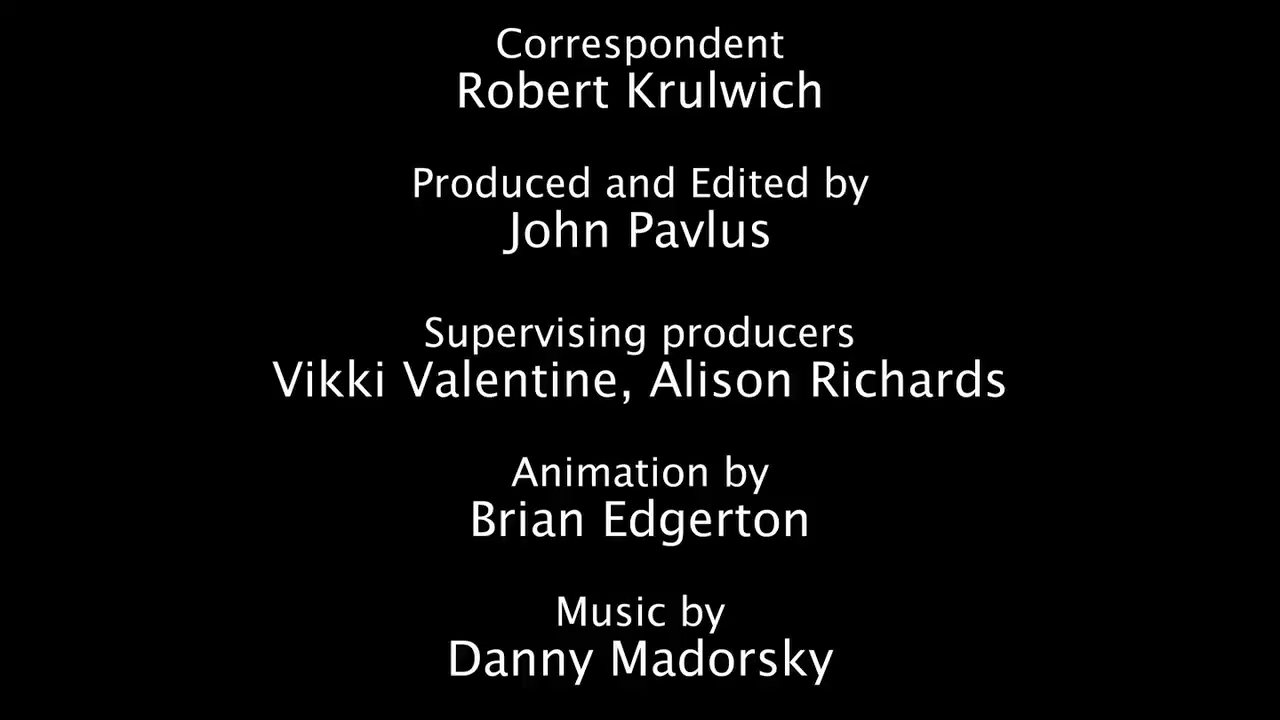 Correspondent
Robert Krulwich
Produced and Edited by
John Pavlus
Supervising producers
Vikki Valentine, Alison Richards
Animation by
Brian Edgerton
Music by
Danny Madorsky